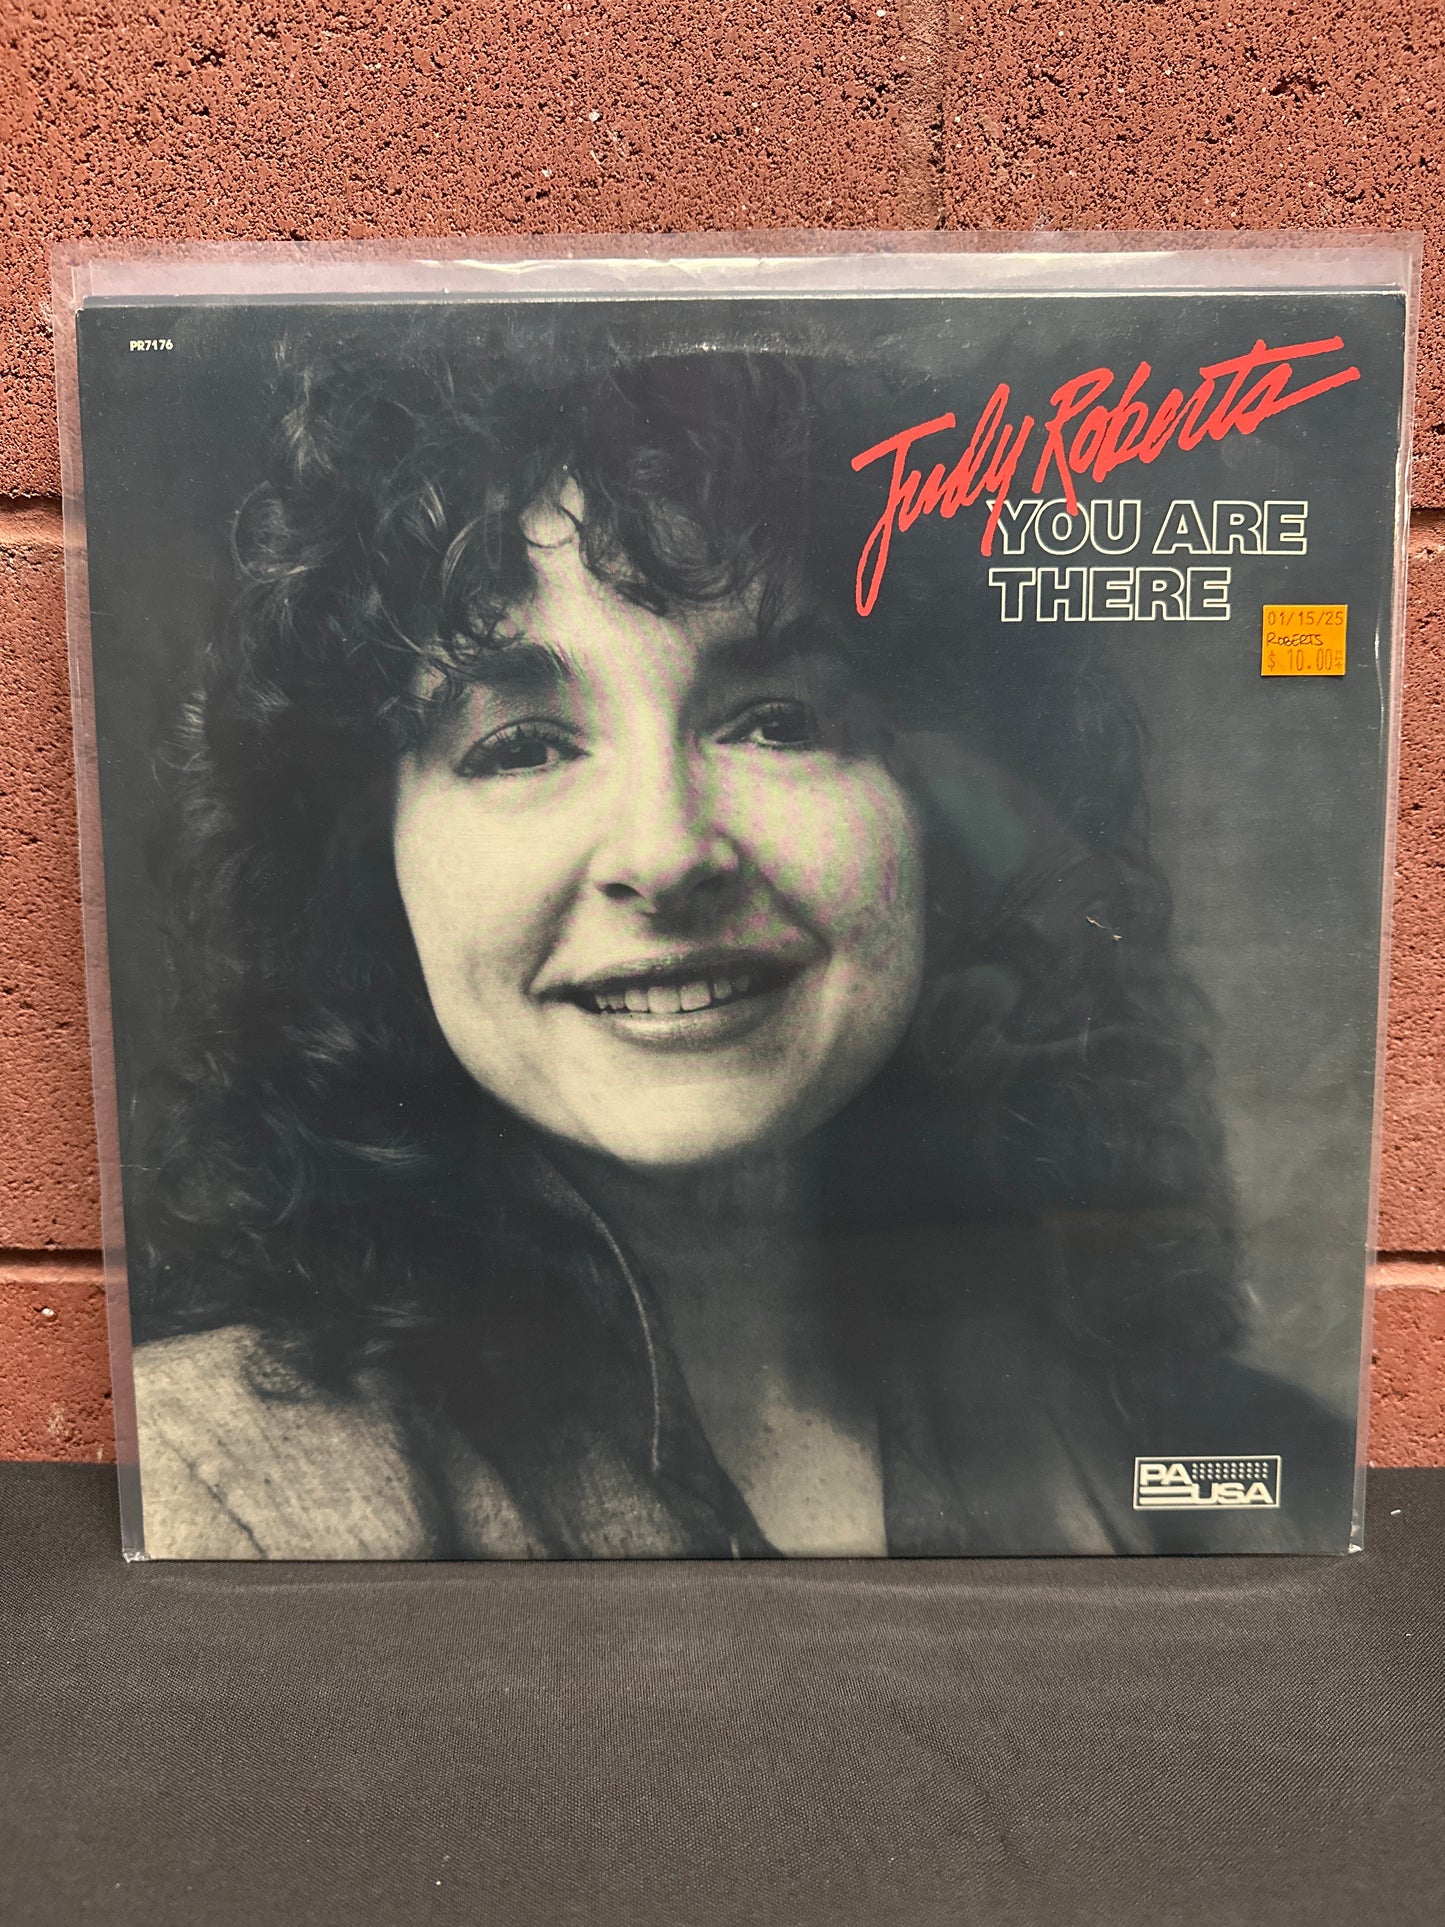 PR7176
Judy Roberts
YOU ARE
THERE
01/15/25
ROBERTS
$ 10.00
PA
USA